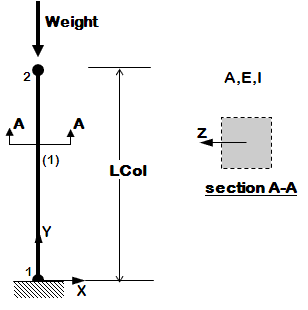 Weight
2
A,E,I
A A
Z
(1)
LCol
section A-A
Y
1
X